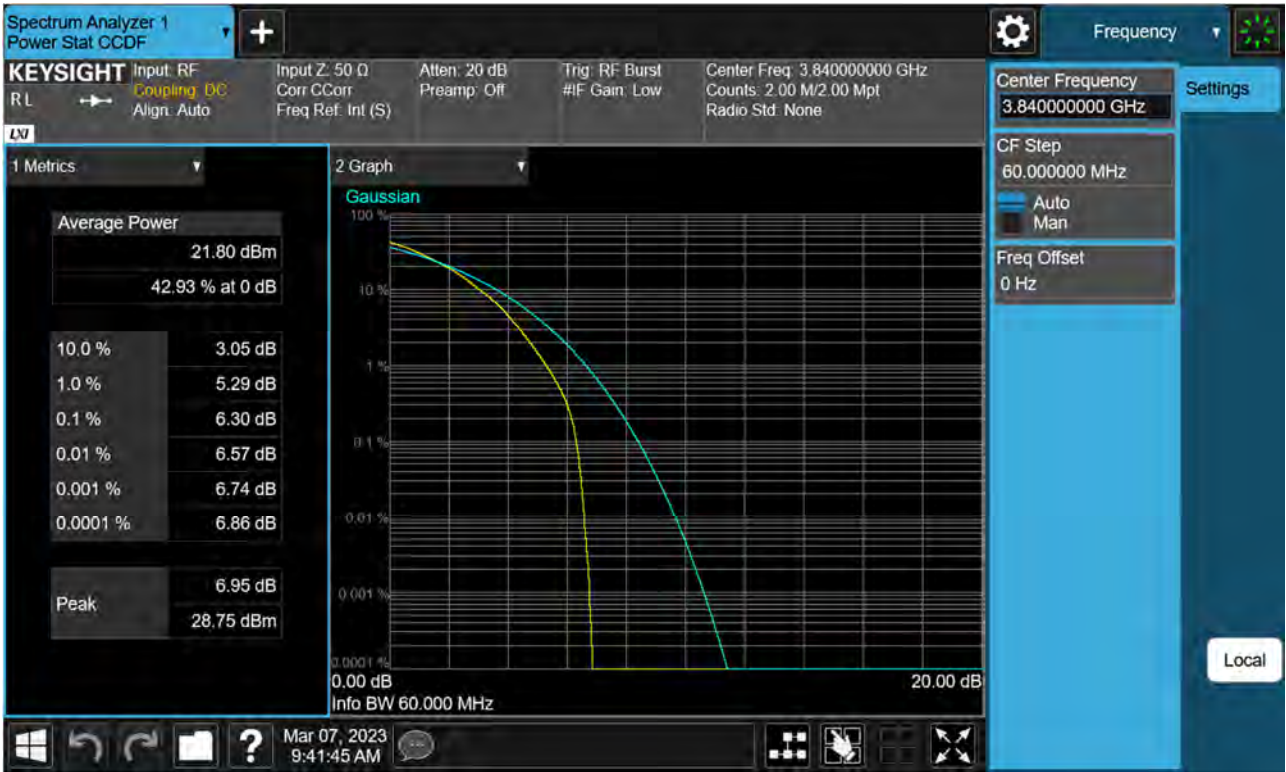 Spectrum Analyzer 1
Power Stat CCDF
Frequency
KEYSIGHT
RL
LXI
Input: RF
Coupling: DC
Align: Auto
Input Z: 50 Ω
Corr CCorr
Freq Ref: Int (S)
Atten: 20 dB
Preamp: Off
Trig: RF Burst
#IF Gain: Low
Center Freq: 3.840000000 GHz
Counts: 2.00 M/2.00 Mpt
Radio Std: None
Center Frequency
3.840000000 GHz
Settings
CF Step
60.000000 MHz
Auto
Man
Freq Offset
0 Hz
Local
1 Metrics
Average Power
21.80 dBm
42.93 % at 0 dB
10.0 % 3.05 dB
1.0 % 5.29 dB
0.1 % 6.30 dB
0.01 % 6.57 dB
0.001 % 6.74 dB
0.0001 % 6.86 dB
Peak
6.95 dB
28.75 dBm
2 Graph
Gaussian
100 %
10 %
1 %
0.1 %
0.01 %
0.001 %
0.0001 %
0.00 dB 20.00 dB
Info BW 60.000 MHz
Mar 07, 2023
9:41:45 AM